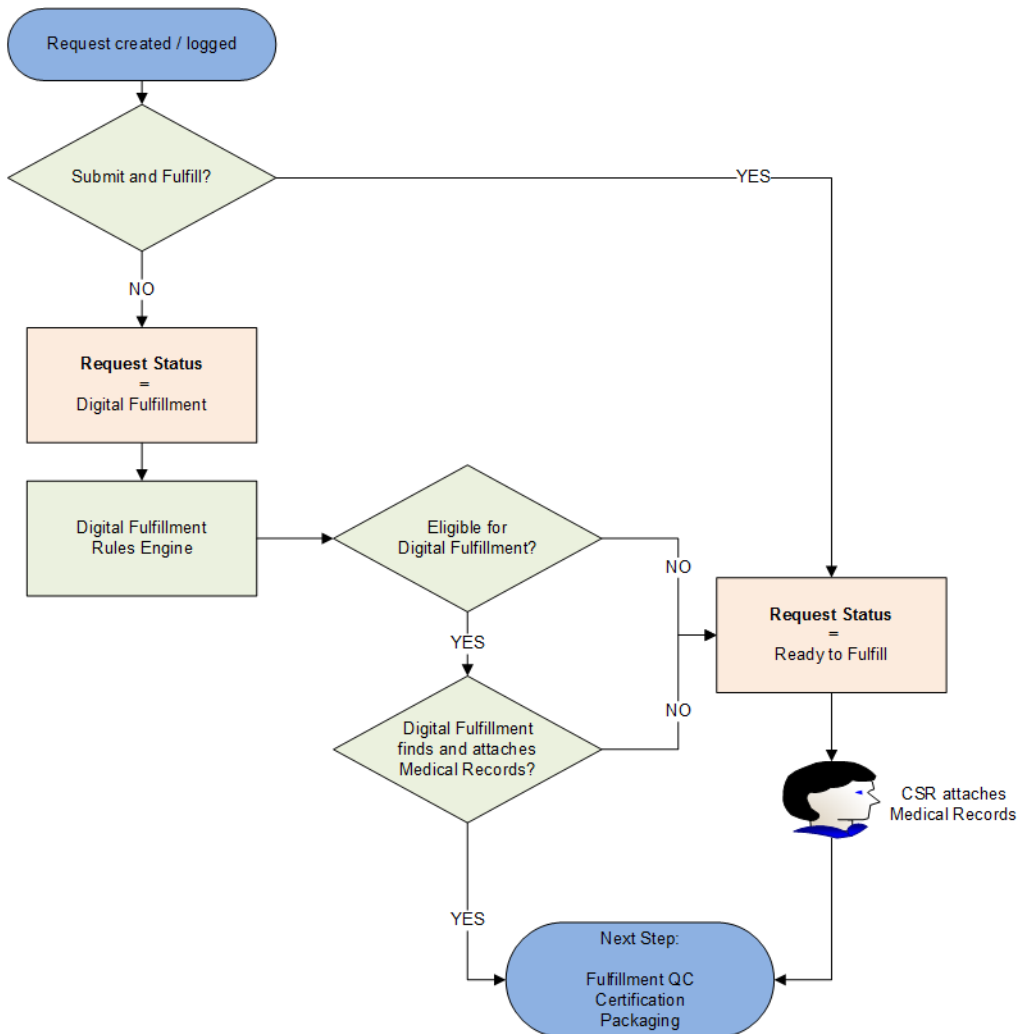 Request created / logged
Submit and Fulfill?
YES
NO
Request Status
=
Digital Fulfillment
Digital Fulfillment
Rules Engine
Eligible for
Digital Fulfillment?
NO
YES
Request Status
=
Ready to Fulfill
Digital Fulfillment
finds and attaches
Medical Records?
NO
CSR attaches
Medical Records
YES
Next Step:
Fulfillment QC
Certification
Packaging